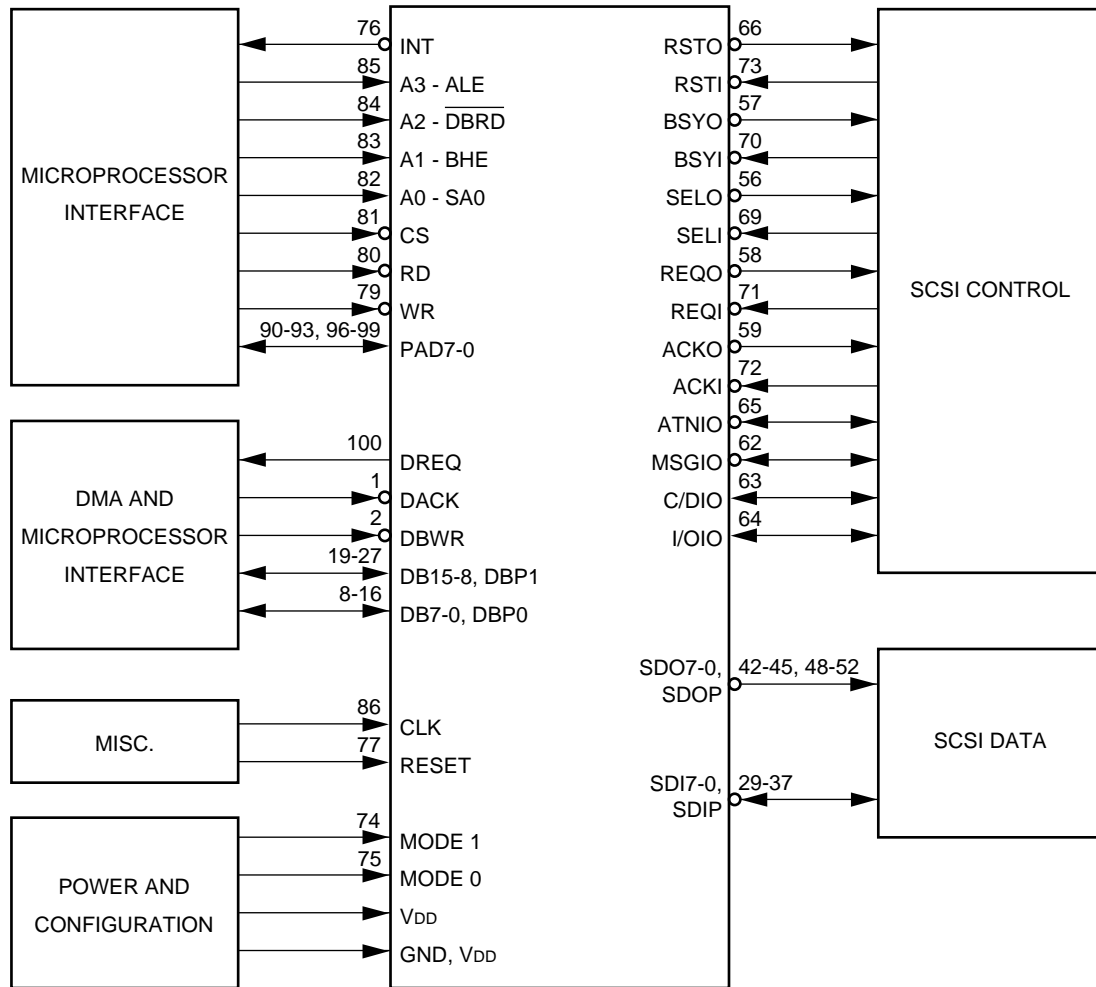 MICROPROCESSOR
INTERFACE
76
INT
85
A3 - ALE
84
A2 - D̅B̅R̅D̅
83
A1 - BHE
82
A0 - SA0
81
CS
80
RD
79
WR
90-93, 96-99
PAD7-0
DMA AND
MICROPROCESSOR
INTERFACE
100
DREQ
1
DACK
2
DBWR
19-27
DB15-8, DBP1
8-16
DB7-0, DBP0
MISC.
86
CLK
77
RESET
POWER AND
CONFIGURATION
74
MODE 1
75
MODE 0
VDD
GND, VDD
RSTO
66
RSTI
73
BSYO
57
BSYI
70
SELO
56
SELI
69
REQO
58
REQI
71
ACKO
59
ACKI
72
ATNIO
65
MSGIO
62
C/DIO
63
I/OIO
64
SCSI CONTROL
SDO7-0,
SDOP
42-45, 48-52
SDI7-0,
SDIP
29-37
SCSI DATA